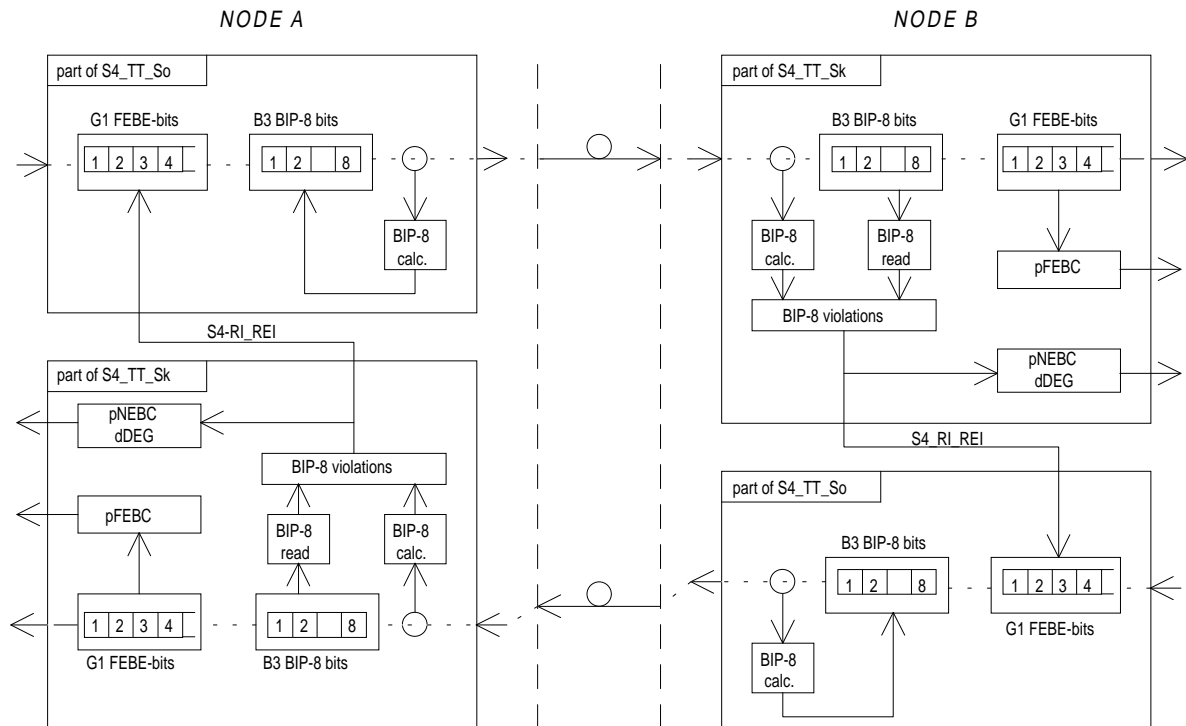 NODE A
NODE B
part of S4_TT_So
G1 FEBE-bits
B3 BIP-8 bits
1 2 3 4
1 2 8
BIP-8
calc.
S4-RI_REI
part of S4_TT_Sk
pNEBC
dDEG
BIP-8 violations
pFEBC
BIP-8
read
BIP-8
calc.
1 2 3 4
1 2 8
G1 FEBE-bits
B3 BIP-8 bits
part of S4_TT_Sk
B3 BIP-8 bits
G1 FEBE-bits
1 2 8
1 2 3 4
BIP-8
calc.
BIP-8
read
pFEBC
BIP-8 violations
pNEBC
dDEG
S4_RI_REI
part of S4_TT_So
B3 BIP-8 bits
1 2 8
1 2 3 4
G1 FEBE-bits
BIP-8
calc.